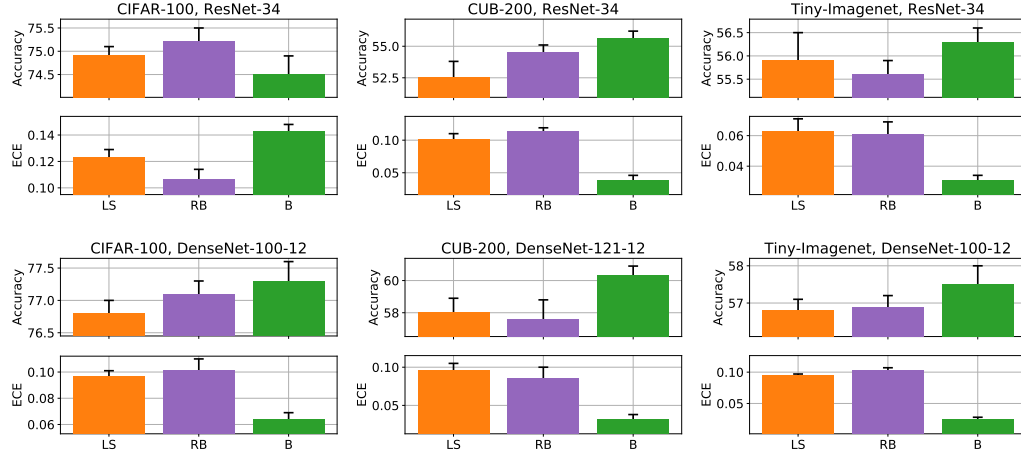 CIFAR-100, ResNet-34
Accuracy
75.5
75.0
74.5
ECE
0.14
0.12
0.10
LS
RB
B
CUB-200, ResNet-34
Accuracy
55.0
52.5
ECE
0.10
0.05
LS
RB
B
Tiny-Imagenet, ResNet-34
Accuracy
56.5
56.0
55.5
ECE
0.06
0.04
LS
RB
B
CIFAR-100, DenseNet-100-12
Accuracy
77.5
77.0
76.5
ECE
0.10
0.08
0.06
LS
RB
B
CUB-200, DenseNet-121-12
Accuracy
60
58
ECE
0.10
0.05
LS
RB
B
Tiny-Imagenet, DenseNet-100-12
Accuracy
58
57
ECE
0.10
0.05
LS
RB
B